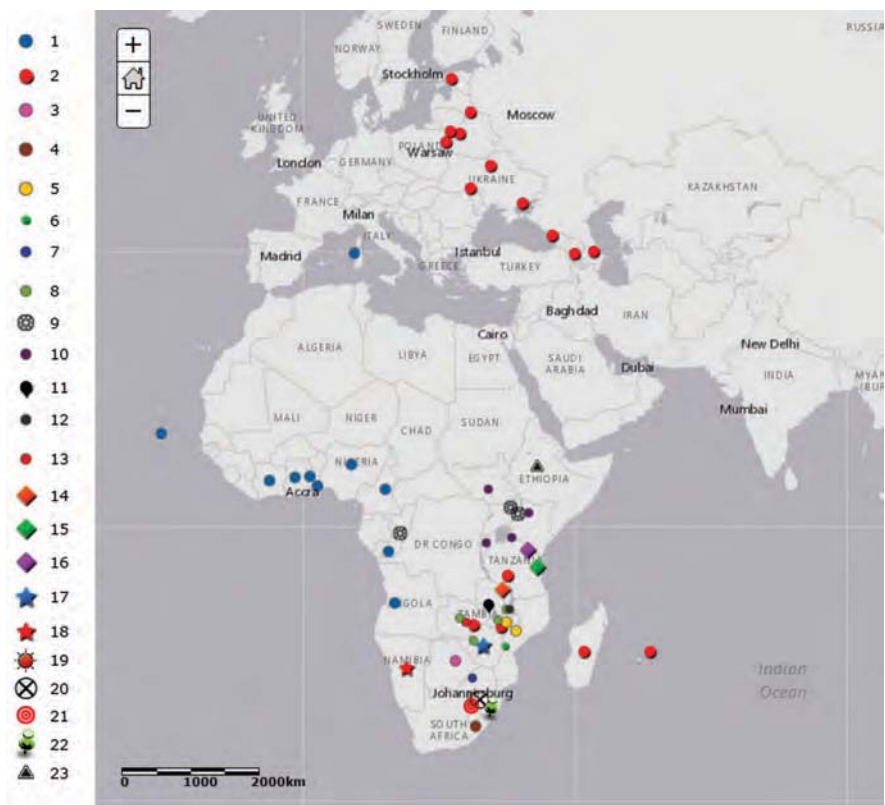 1
2
3
4
5
6
7
8
9
10
11
12
13
14
15
16
17
18
19
20
21
22
23
+
−
SWEDEN
FINLAND
NORWAY
RUSSIA
Stockholm
UNITED
KINGDOM
Moscow
POLAND
Warsaw
London
GERMANY
UKRAINE
KAZAKHSTAN
FRANCE
Milan
ITALY
Madrid
Istanbul
GREECE
TURKEY
Baghdad
IRAN
Cairo
ALGERIA
LIBYA
EGYPT
SAUDI
ARABIA
Dubai
New Delhi
INDIA
MYAN
(BUR
Mumbai
MALI
NIGER
CHAD
SUDAN
NIGERIA
Accra
ETHIOPIA
DR CONGO
TANZANIA
ANGOLA
ZAMBIA
NAMIBIA
Johannesburg
SOUTH
AFRICA
Indian
Ocean
0 1000 2000km